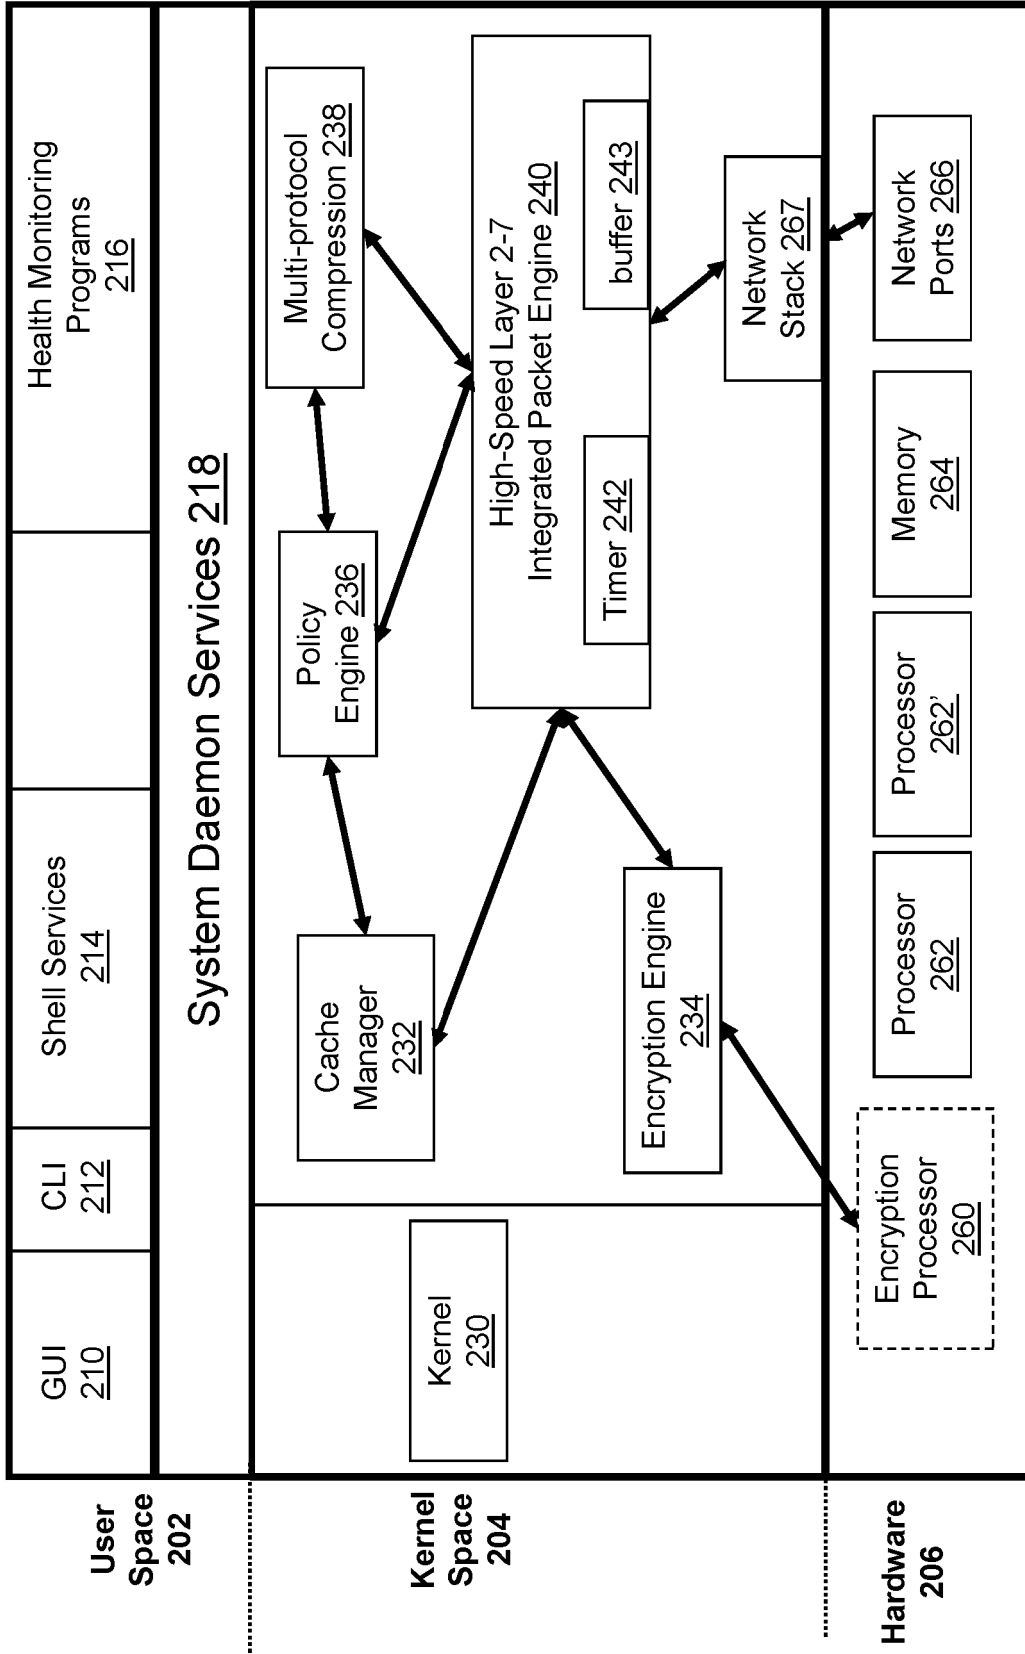 User
Space
202
GUI
210
CLI
212
Shell Services
214
Health Monitoring
Programs
216
System Daemon Services 218
Kernel
Space
204
Kernel
230
Cache
Manager
232
Policy
Engine 236
Multi-protocol
Compression 238
High-Speed Layer 2-7
Integrated Packet Engine 240
Timer 242
buffer 243
Encryption Engine
234
Network
Stack 267
Hardware
206
Encryption
Processor
260
Processor
262
Processor
262'
Memory
264
Network
Ports 266